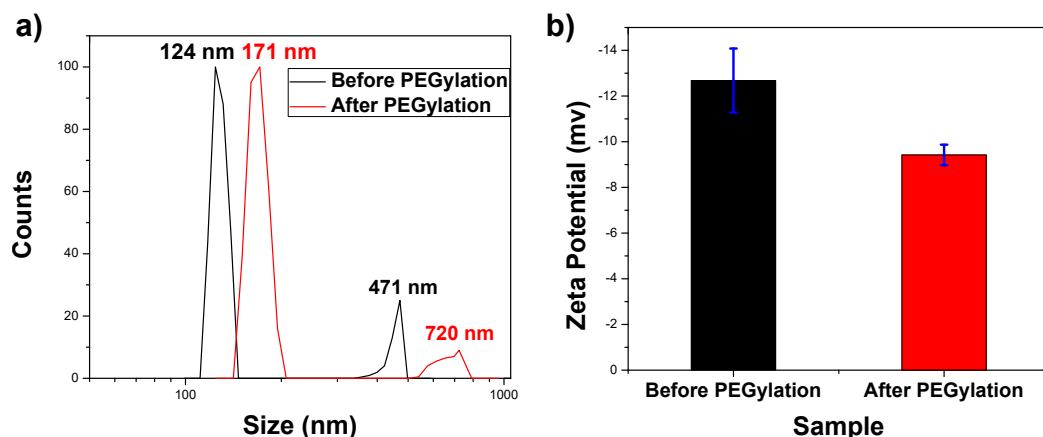 a)
124 nm 171 nm
Before PEGylation
After PEGylation
471 nm
720 nm
100
80
60
40
20
0
Counts
100 1000
Size (nm)
b)
-14
-12
-10
-8
-6
-4
-2
0
Zeta Potential (mv)
Before PEGylation After PEGylation
Sample